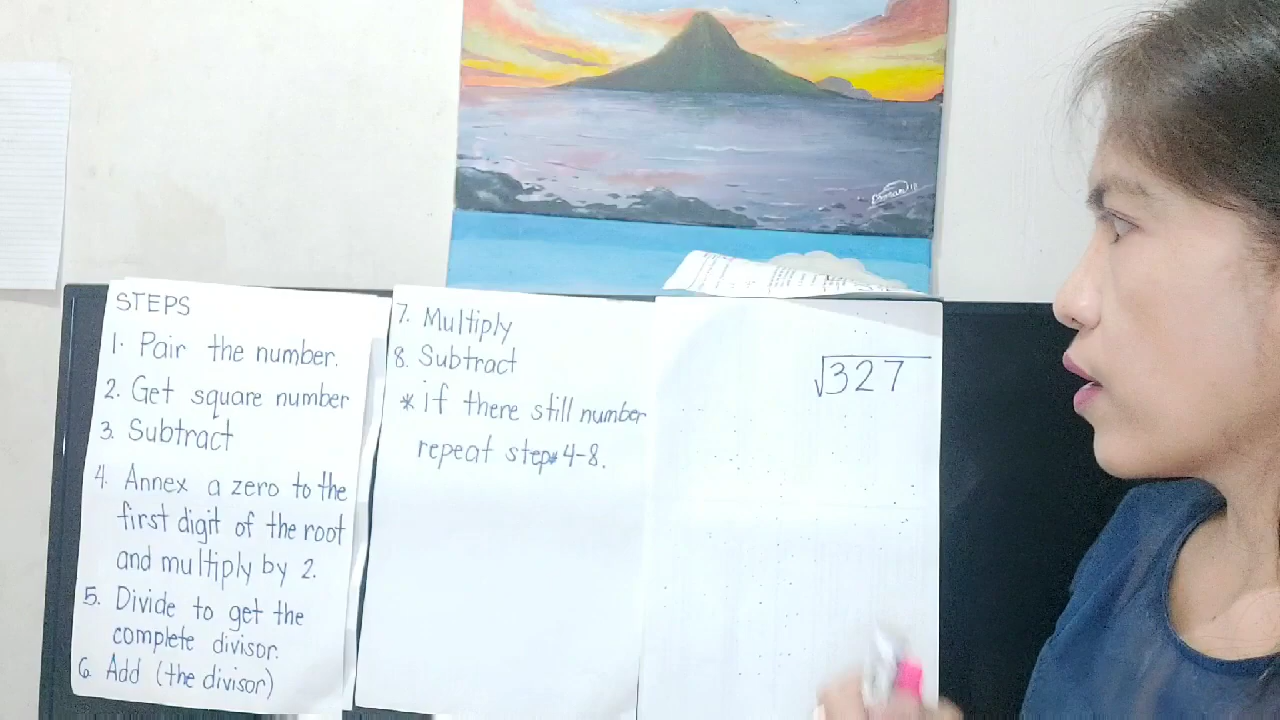 STEPS
1. Pair the number.
2. Get square number
3. Subtract
4. Annex a zero to the
first digit of the root
and multiply by 2.
5. Divide to get the
complete divisor.
6. Add (the divisor)
7. Multiply
8. Subtract
* if there still number
repeat step# 4-8.
√327